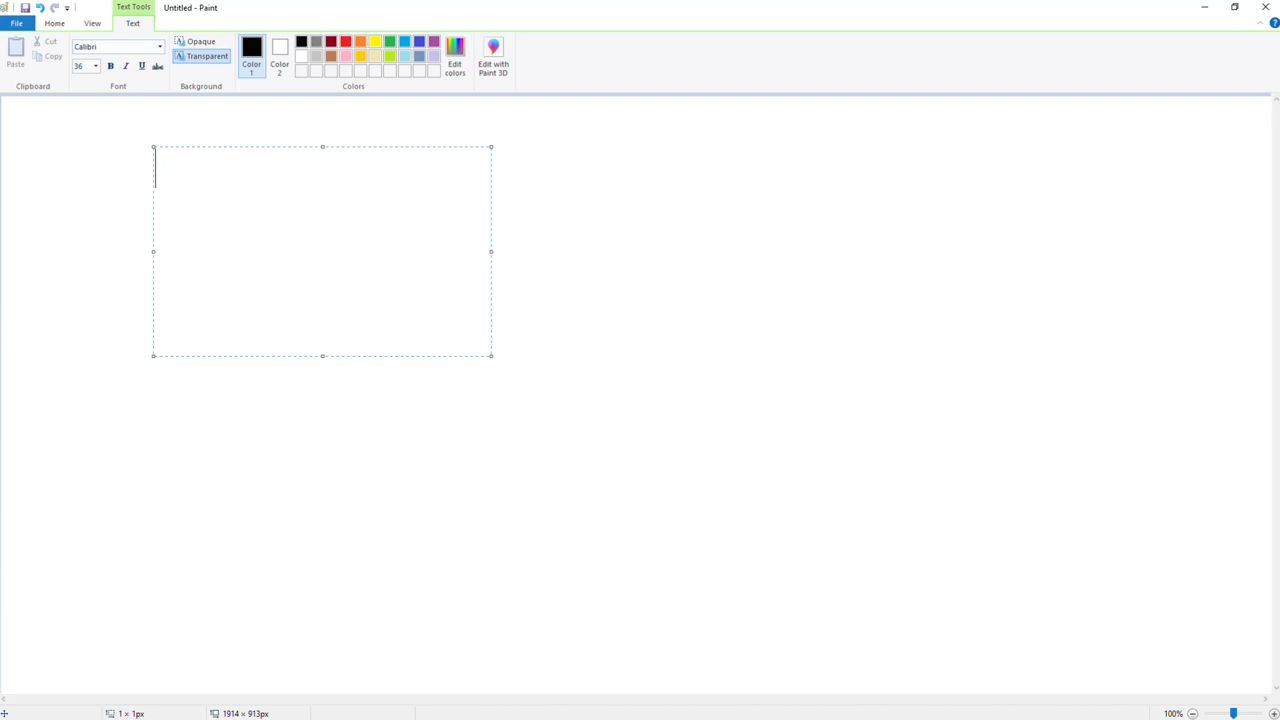 Text Tools
Untitled - Paint
File
Home
View
Text
Paste
Cut
Copy
Clipboard
Calibri
36
B
I
U
abc
Font
Opaque
Transparent
Background
Color
1
Color
2
Colors
Edit
colors
Edit with
Paint 3D
1 × 1px
1914 × 913px
100%